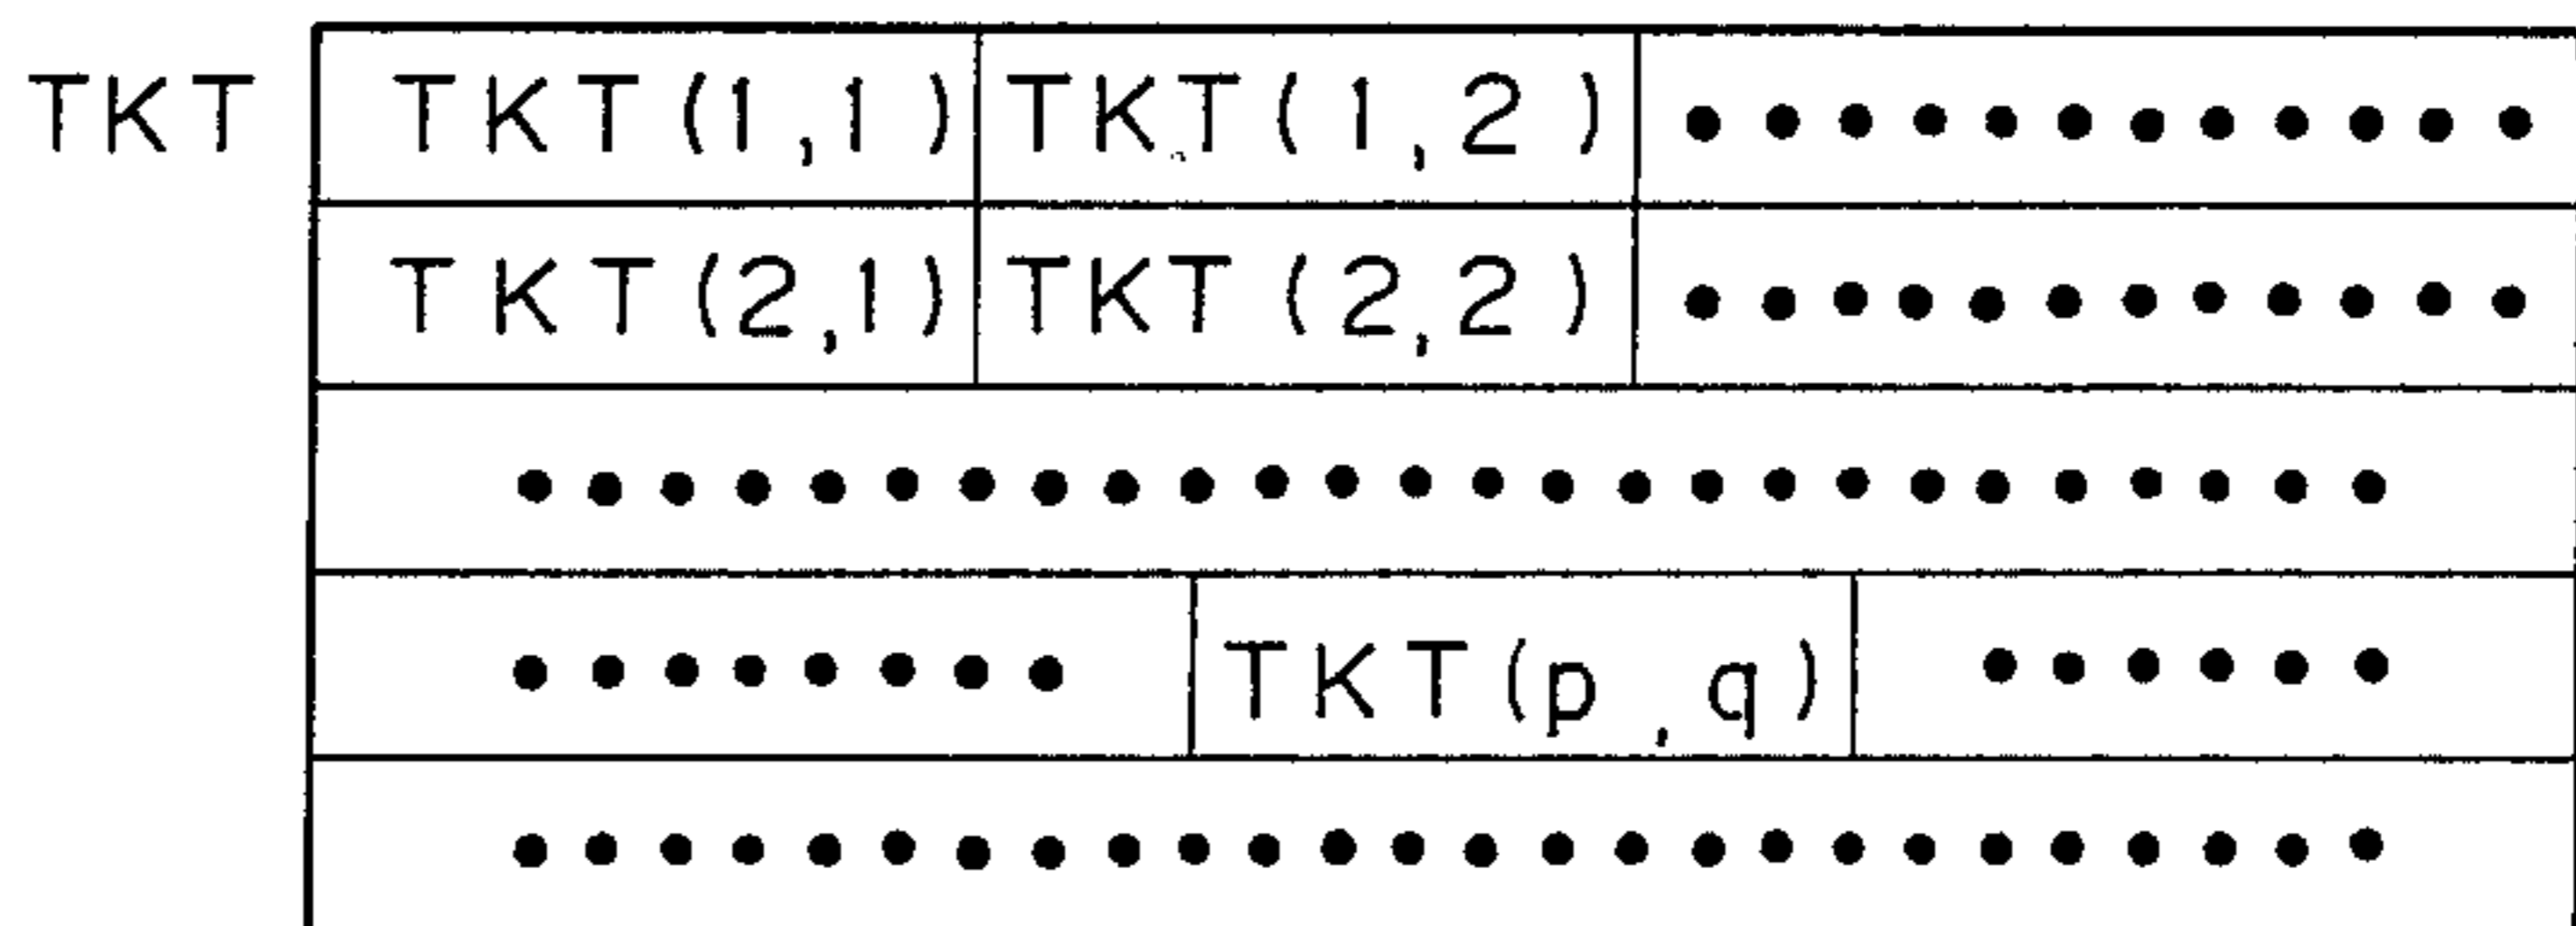 TKT TKT(1,1) TKT(1,2) ● ● ● ● ● ● ● ● ● ● ● ●
TKT(2,1) TKT(2,2) ● ● ● ● ● ● ● ● ● ● ● ●
● ● ● ● ● ● ● ● ● ● ● ● ● ● ● ● ● ● ● ● ● ● ● ● ● ●
● ● ● ● ● ● ● ● TKT(p,q) ● ● ● ● ● ●
● ● ● ● ● ● ● ● ● ● ● ● ● ● ● ● ● ● ● ● ● ● ● ● ● ●